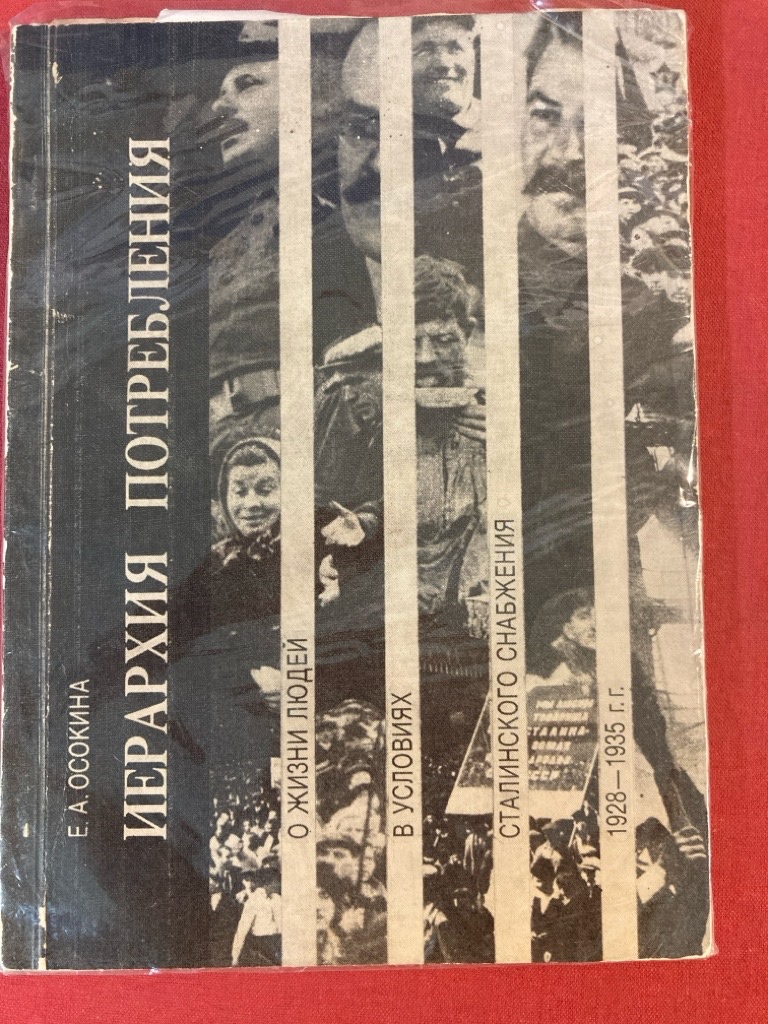 Е. А. ОСОКИНА
ИЕРАРХИЯ ПОТРЕБЛЕНИЯ
О ЖИЗНИ ЛЮДЕЙ
В УСЛОВИЯХ
СТАЛИНСКОГО СНАБЖЕНИЯ
1928—1935 Г.Г.